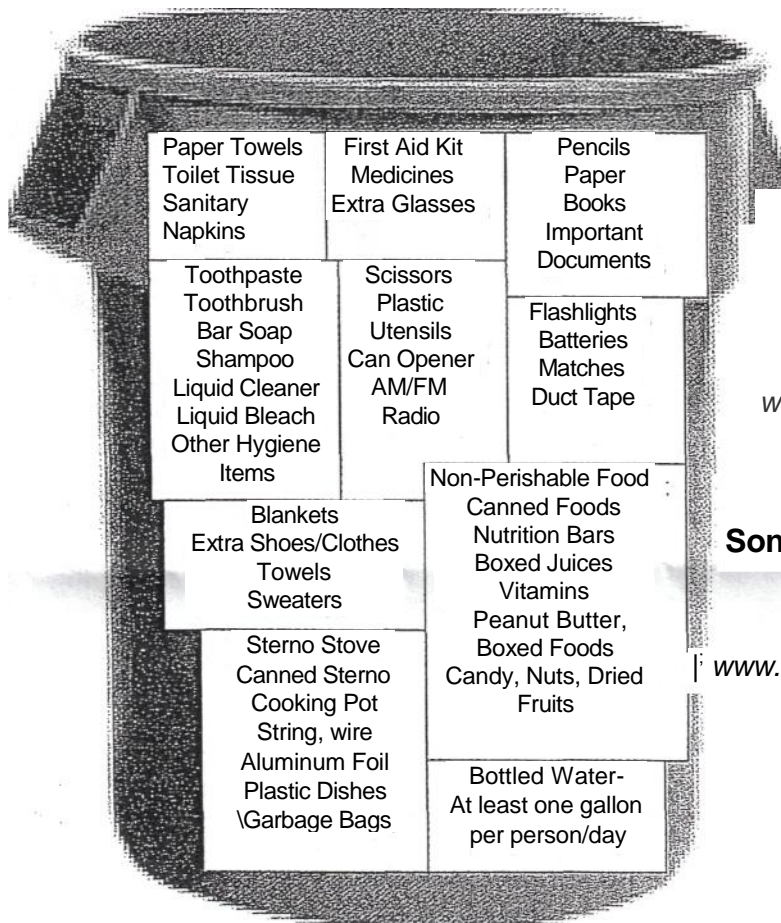 Paper Towels
Toilet Tissue
Sanitary
Napkins
First Aid Kit
Medicines
Extra Glasses
Pencils
Paper
Books
Important
Documents
Toothpaste
Toothbrush
Bar Soap
Shampoo
Liquid Cleaner
Liquid Bleach
Other Hygiene
Items
Scissors
Plastic
Utensils
Can Opener
AM/FM
Radio
Flashlights
Batteries
Matches
Duct Tape
w
Non-Perishable Food
Canned Foods
Nutrition Bars
Boxed Juices
Vitamins
Peanut Butter,
Boxed Foods
Candy, Nuts, Dried
Fruits
Blankets
Extra Shoes/Clothes
Towels
Sweaters
Son
www.
Sterno Stove
Canned Sterno
Cooking Pot
String, wire
Aluminum Foil
Plastic Dishes
\Garbage Bags
Bottled Water-
At least one gallon
per person/day